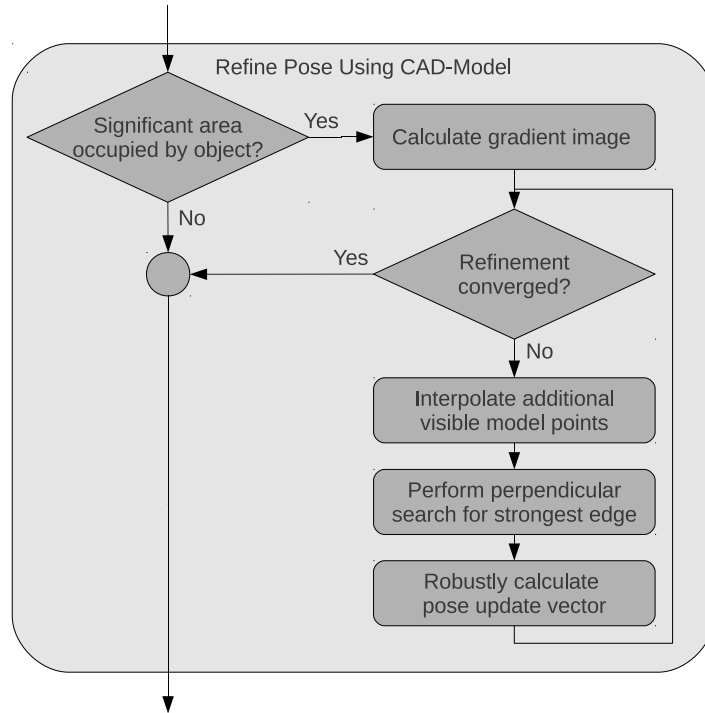 Refine Pose Using CAD-Model
Significant area
occupied by object?
Yes
Calculate gradient image
No
Yes
Refinement
converged?
No
Interpolate additional
visible model points
Perform perpendicular
search for strongest edge
Robustly calculate
pose update vector